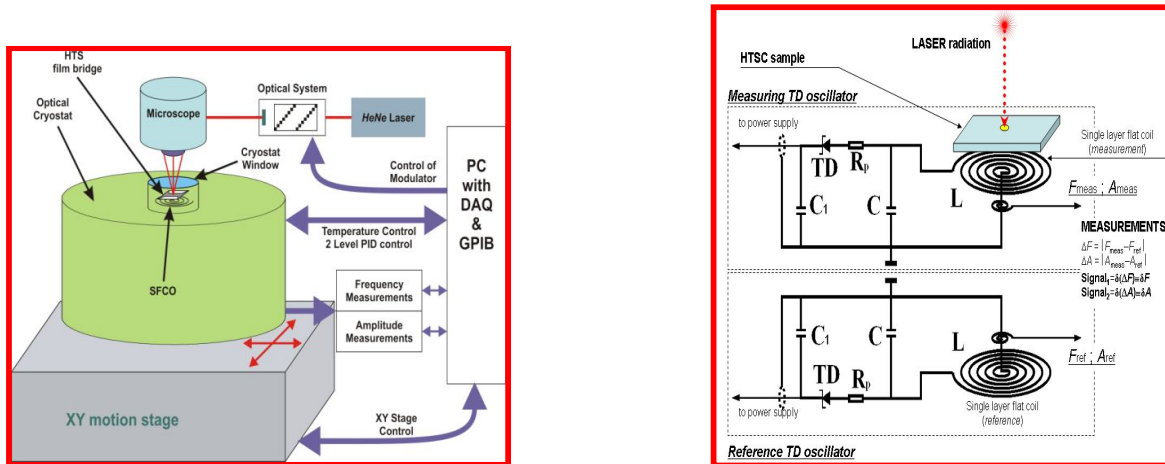 HTS
film bridge
Optical
Cryostat
Microscope
Optical System
HeNe Laser
Cryostat
Window
Control of
Modulator
PC
with
DAQ
&
GPIB
Temperature Control
2 Level PID control
SFCO
Frequency
Measurements
Amplitude
Measurements
XY motion stage
XY Stage
Control
LASER radiation
HTSC sample
Measuring TD oscillator
to power supply
TD
Rp
Single layer flat coil
(measurement)
C1
C
L
Fmeas ; Ameas
MEASUREMENTS
ΔF = |Fmeas–Fref|
ΔA = |Ameas–Aref|
Signal1=δ(ΔF)=δF
Signal2=δ(ΔA)=δA
C1
C
L
Fref ; Aref
TD
Rp
to power supply
Single layer flat coil
(reference)
Reference TD oscillator